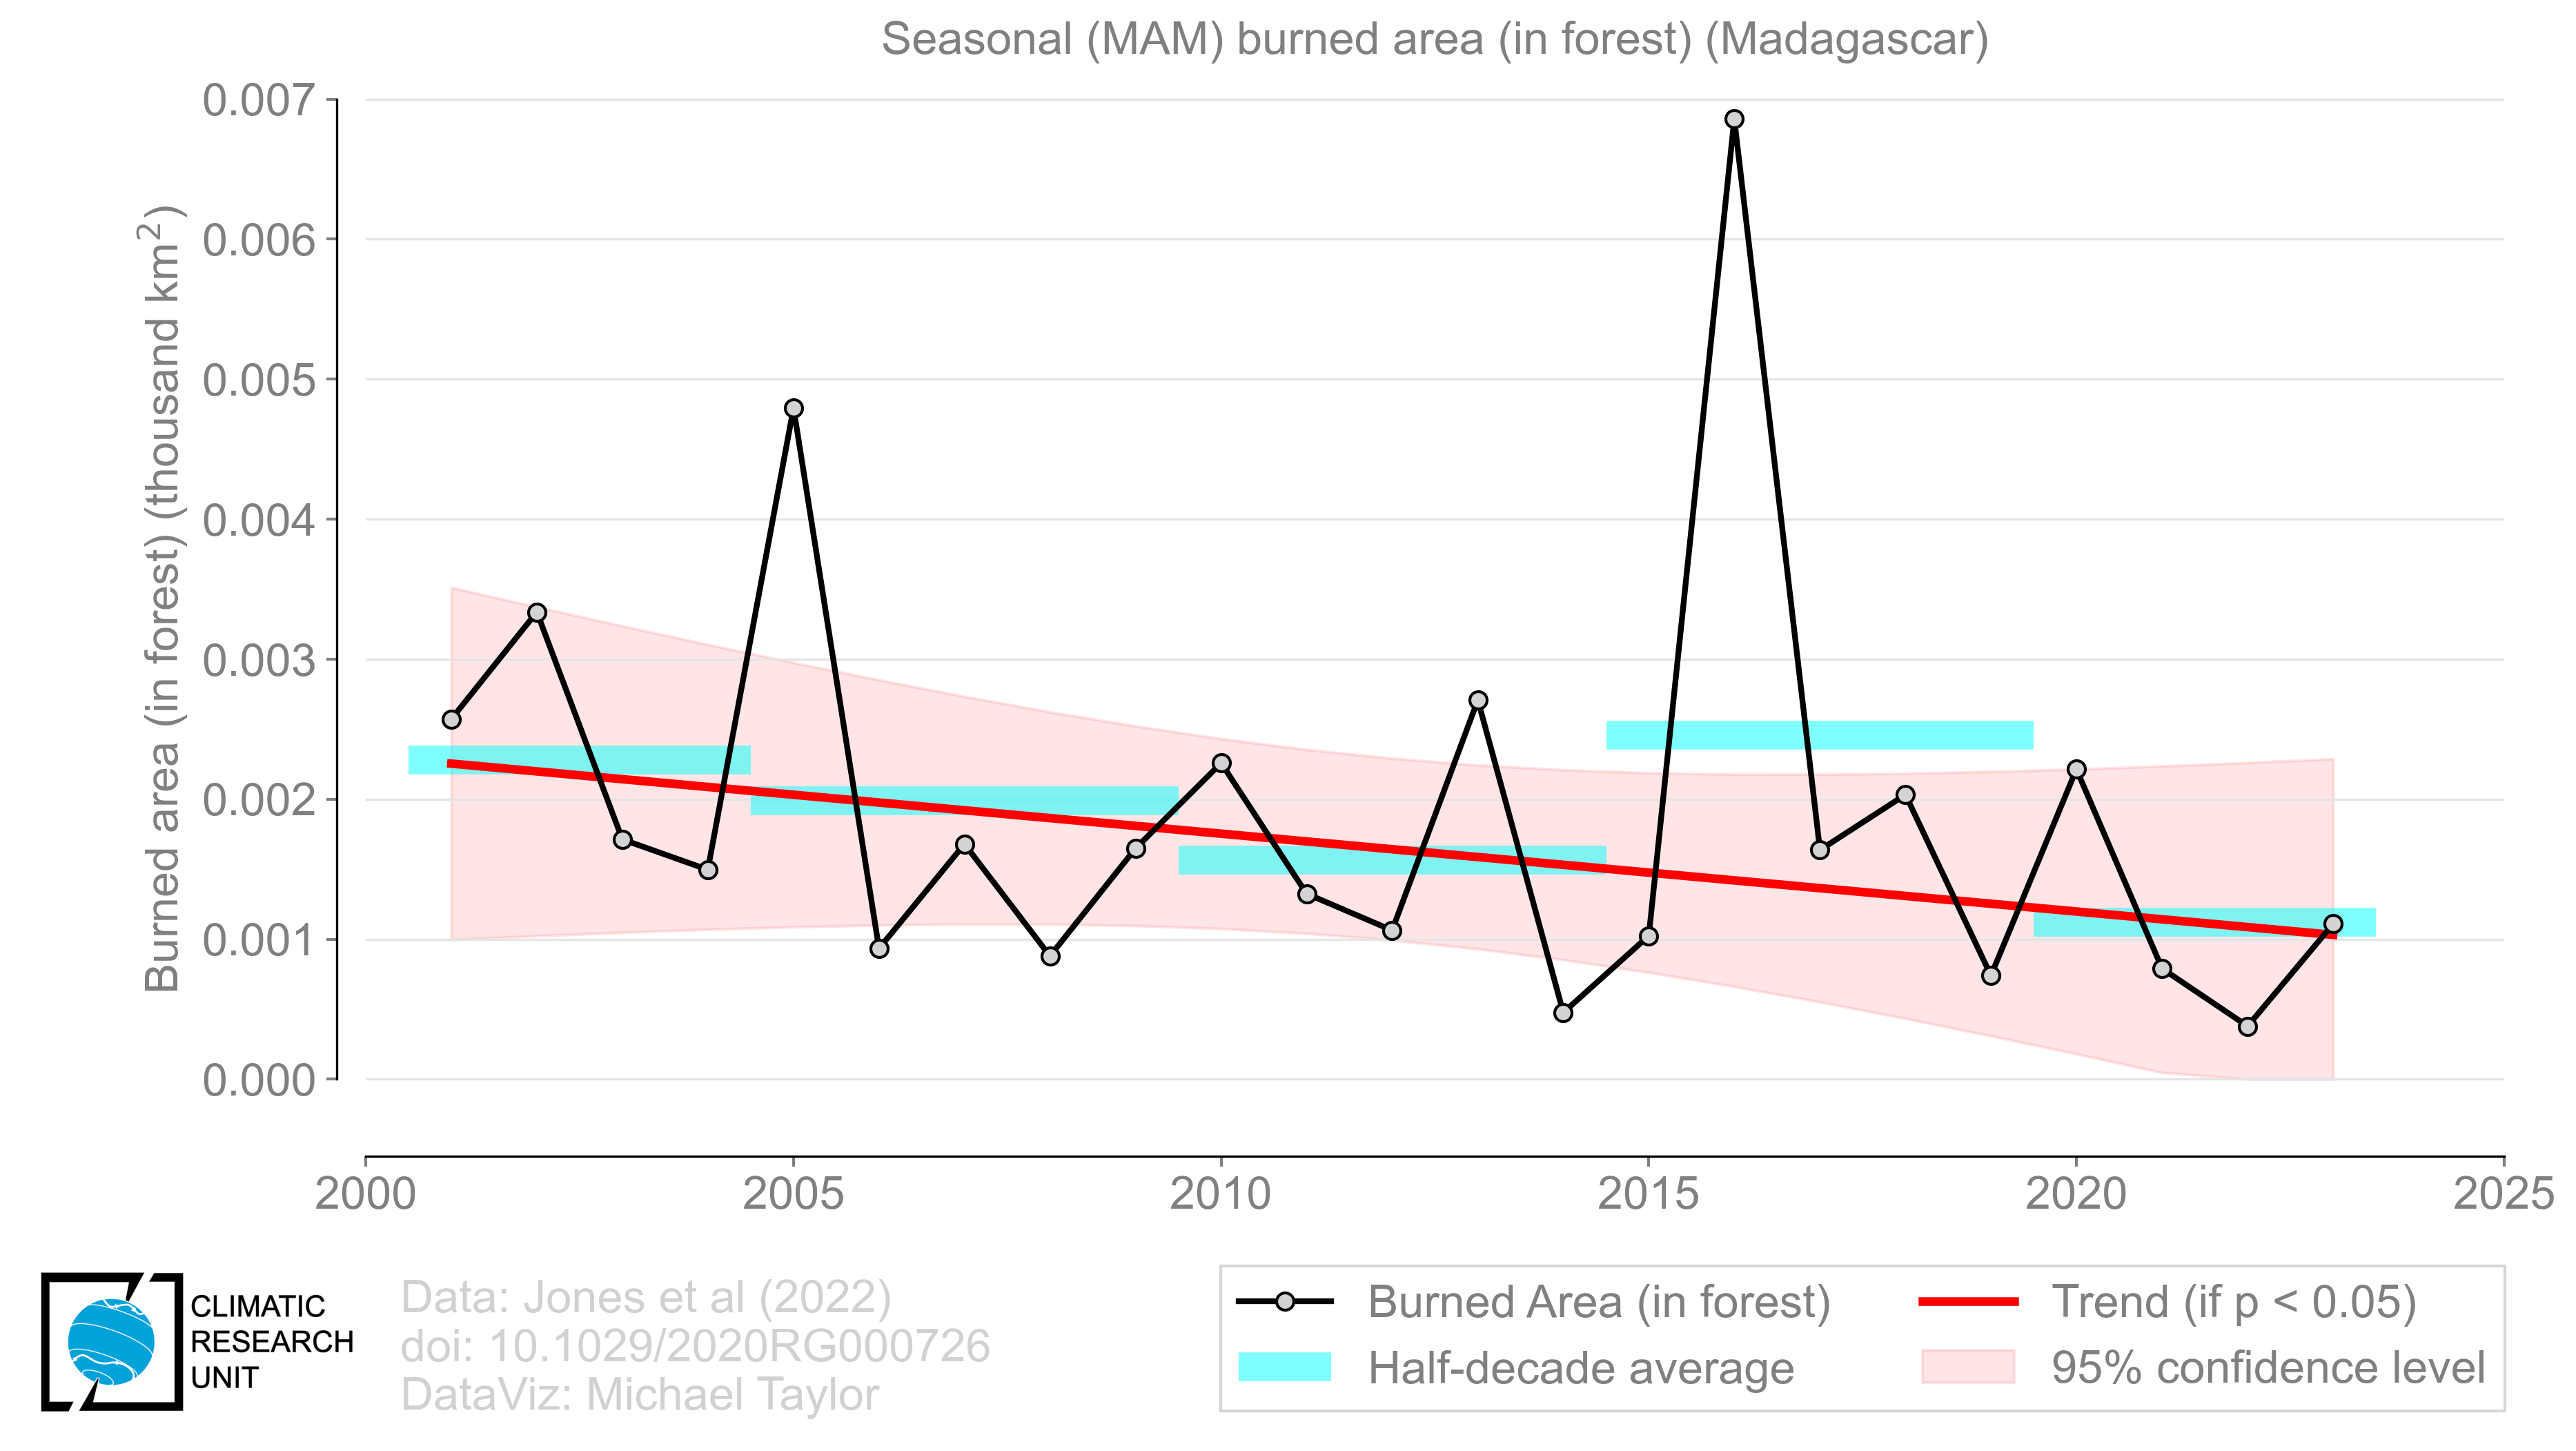 Seasonal (MAM) burned area (in forest) (Madagascar)
Burned area (in forest) (thousand km²)
0.007
0.006
0.005
0.004
0.003
0.002
0.001
0.000
2000 2005 2010 2015 2020 2025
CLIMATIC
RESEARCH
UNIT
Data: Jones et al (2022)
doi: 10.1029/2020RG000726
DataViz: Michael Taylor
Burned Area (in forest)
Half-decade average
Trend (if p < 0.05)
95% confidence level